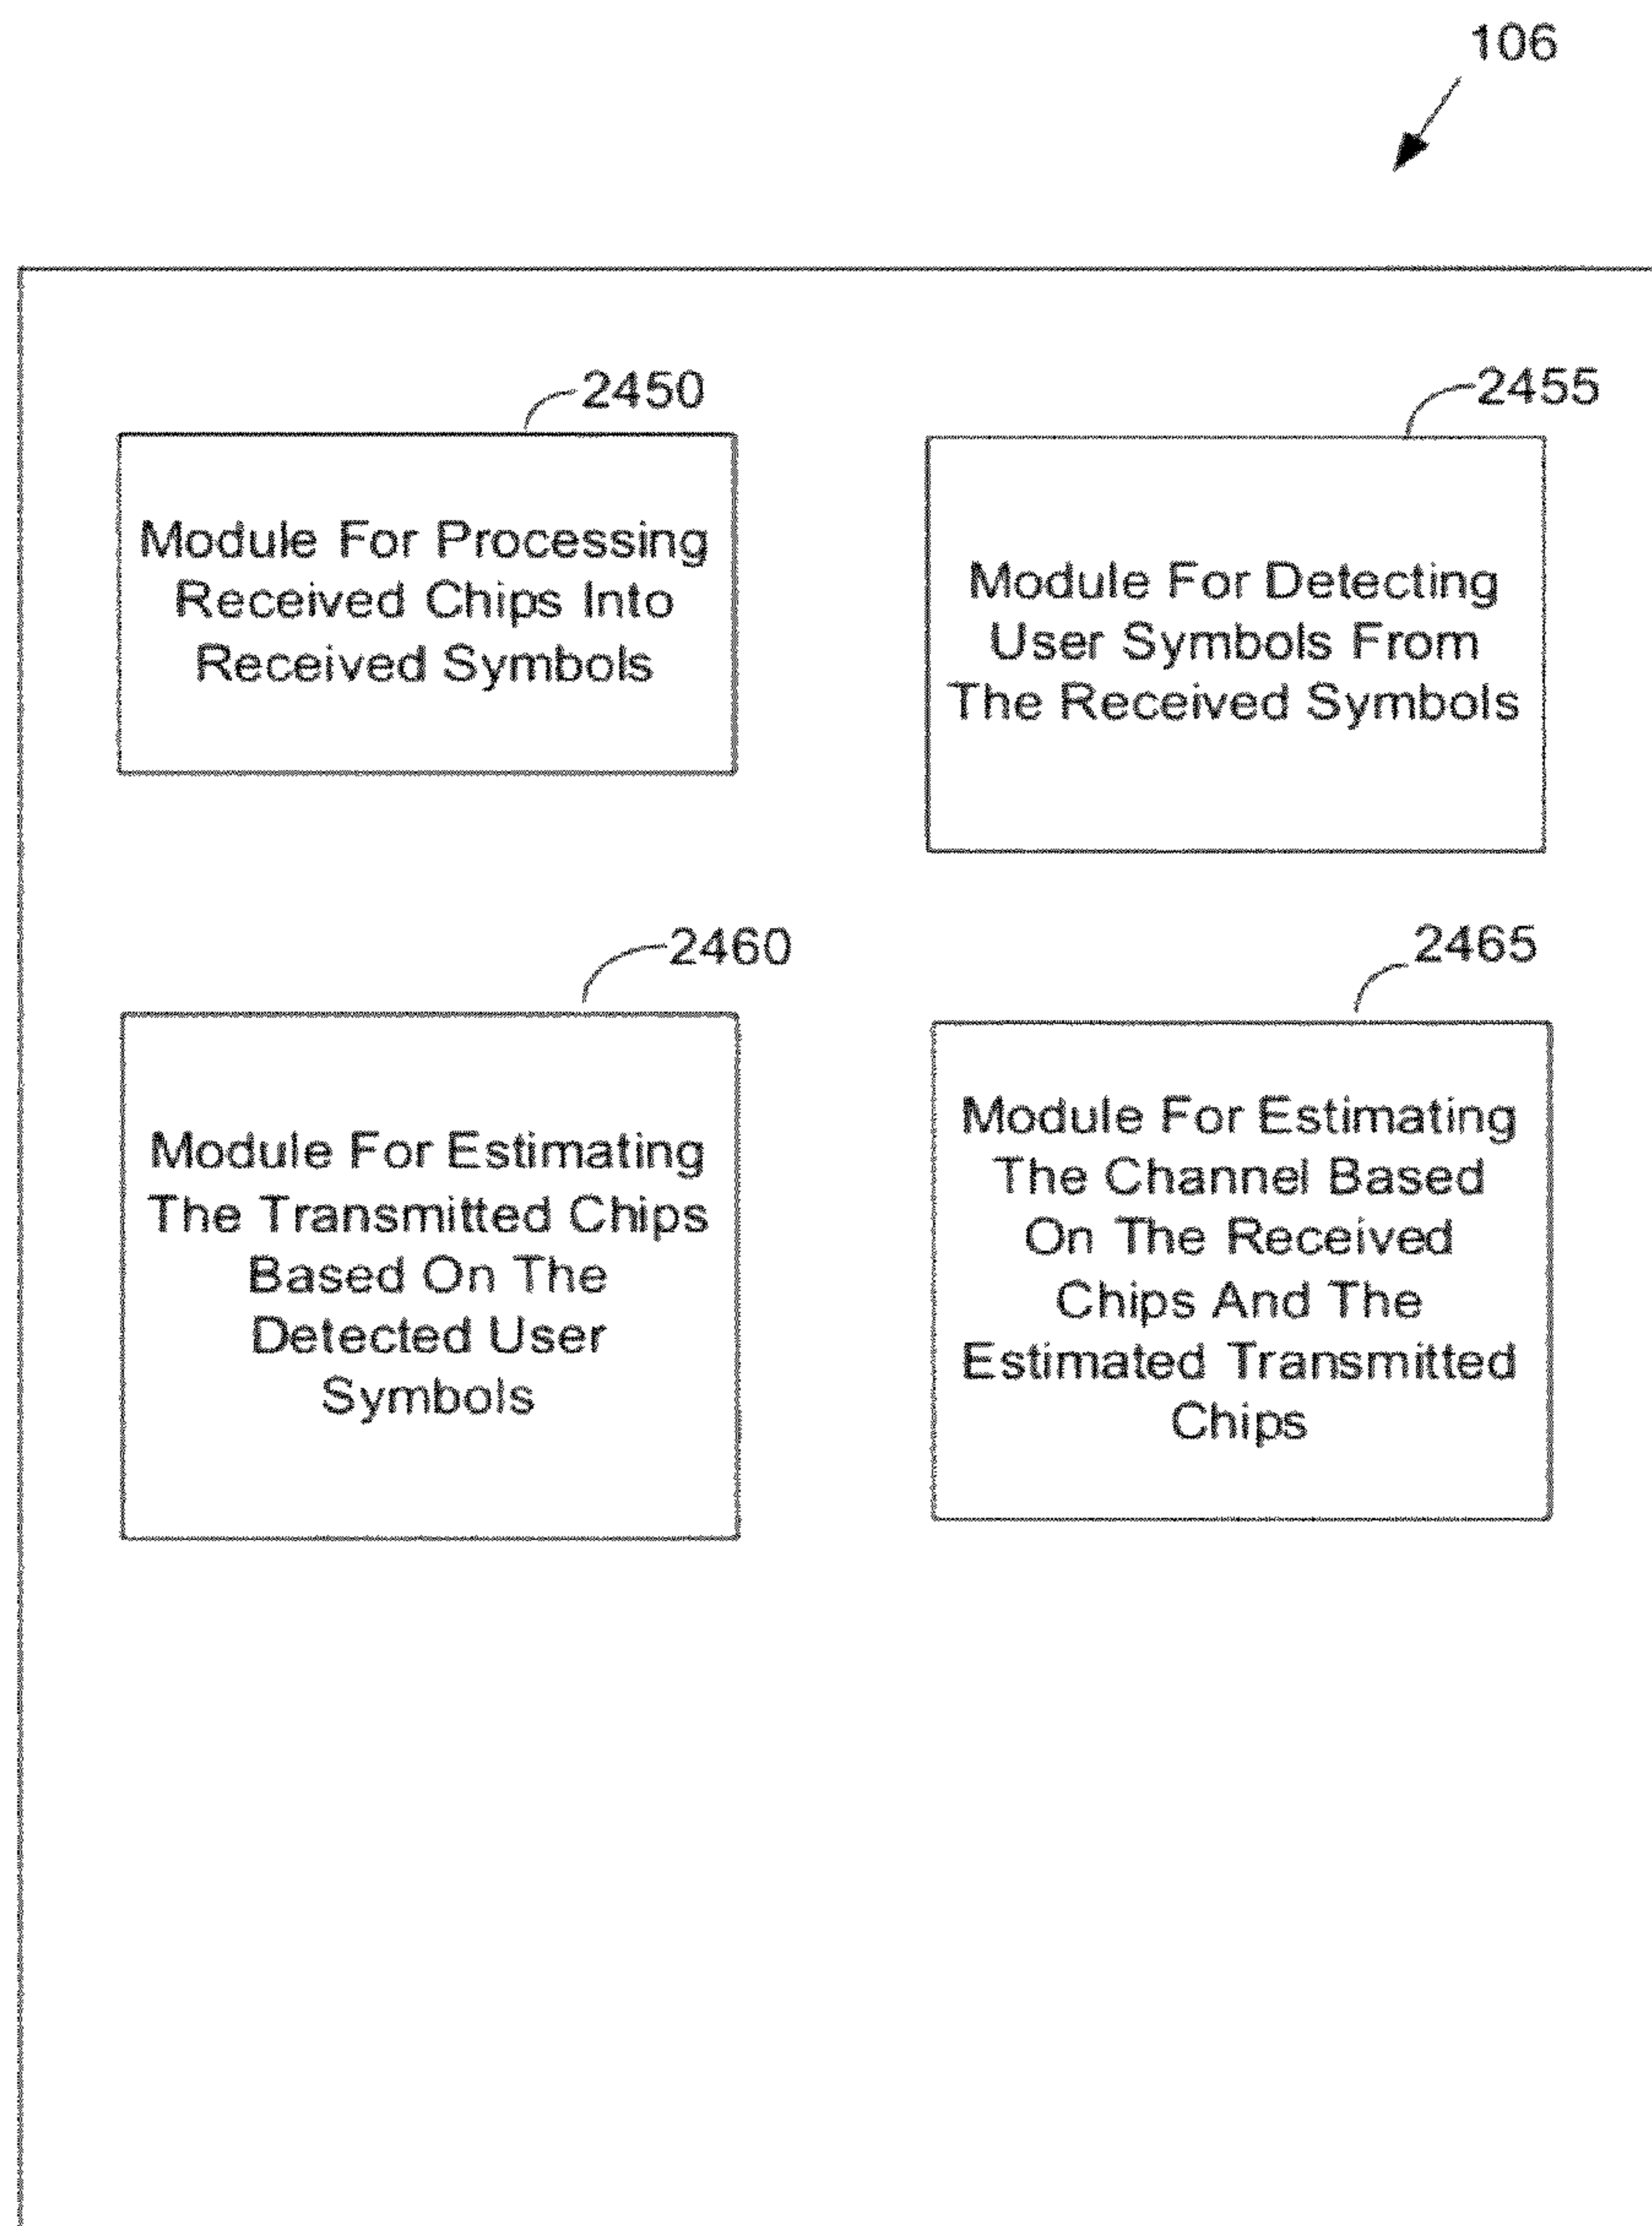 106
2450
Module For Processing
Received Chips Into
Received Symbols
2455
Module For Detecting
User Symbols From
The Received Symbols
2460
Module For Estimating
The Transmitted Chips
Based On The
Detected User
Symbols
2465
Module For Estimating
The Channel Based
On The Received
Chips And The
Estimated Transmitted
Chips